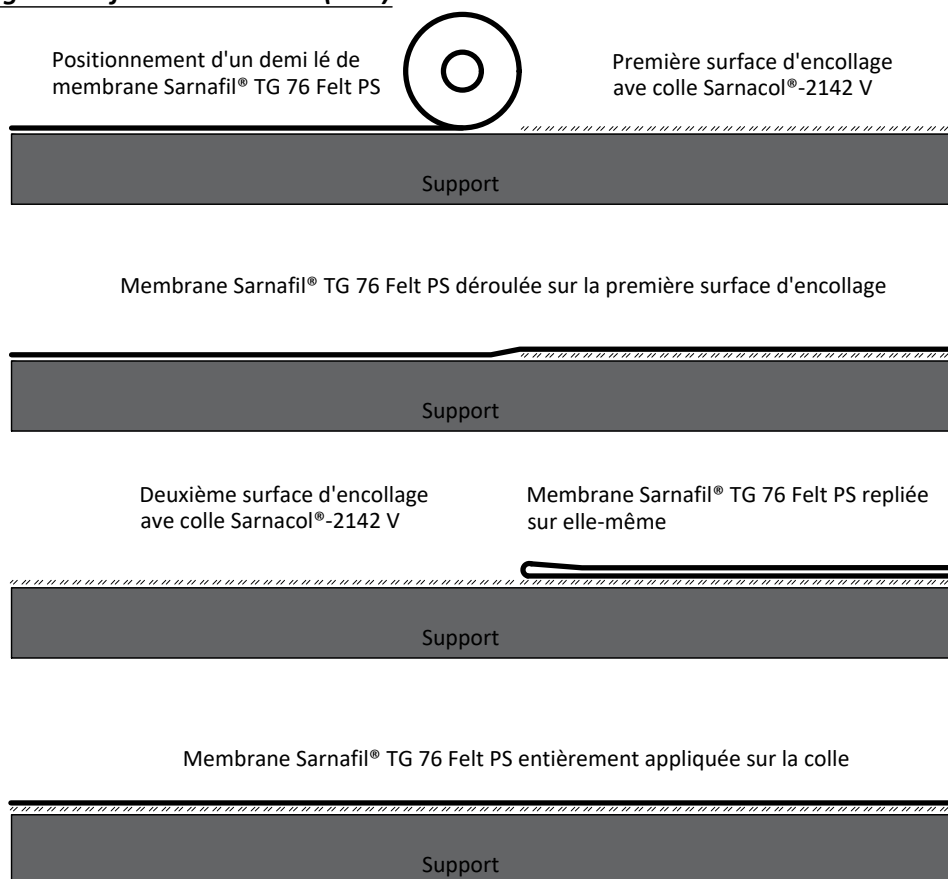 Positionnement d'un demi lé de
membrane Sarnafil® TG 76 Felt PS
Première surface d'encollage
ave colle Sarnacol®-2142 V
Support
Membrane Sarnafil® TG 76 Felt PS déroulée sur la première surface d'encollage
Support
Deuxième surface d'encollage
ave colle Sarnacol®-2142 V
Membrane Sarnafil® TG 76 Felt PS repliée
sur elle-même
Support
Membrane Sarnafil® TG 76 Felt PS entièrement appliquée sur la colle
Support